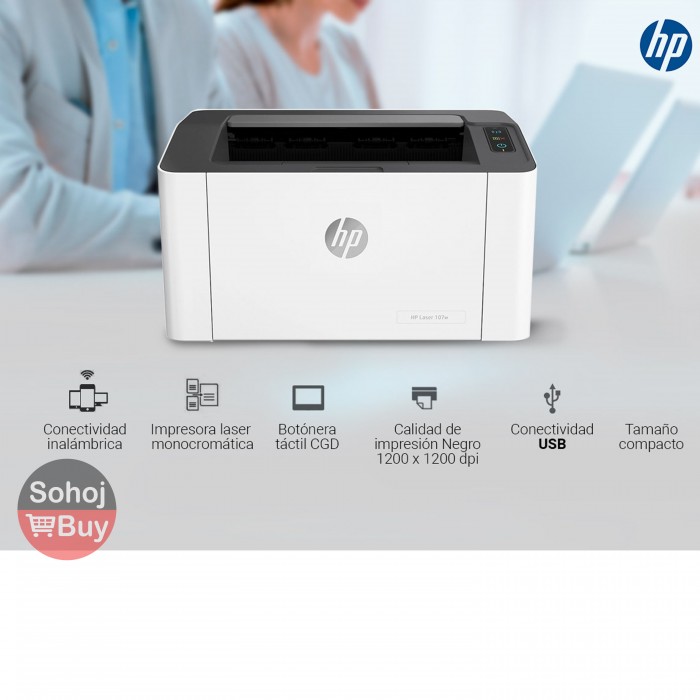 hp
hp
HP Laser 107w
Conectividad
inalámbrica
Impresora laser
monocromática
Botónera
táctil CGD
Calidad de
impresión Negro
1200 x 1200 dpi
Conectividad
USB
Tamaño
compacto
Sohoj
Buy